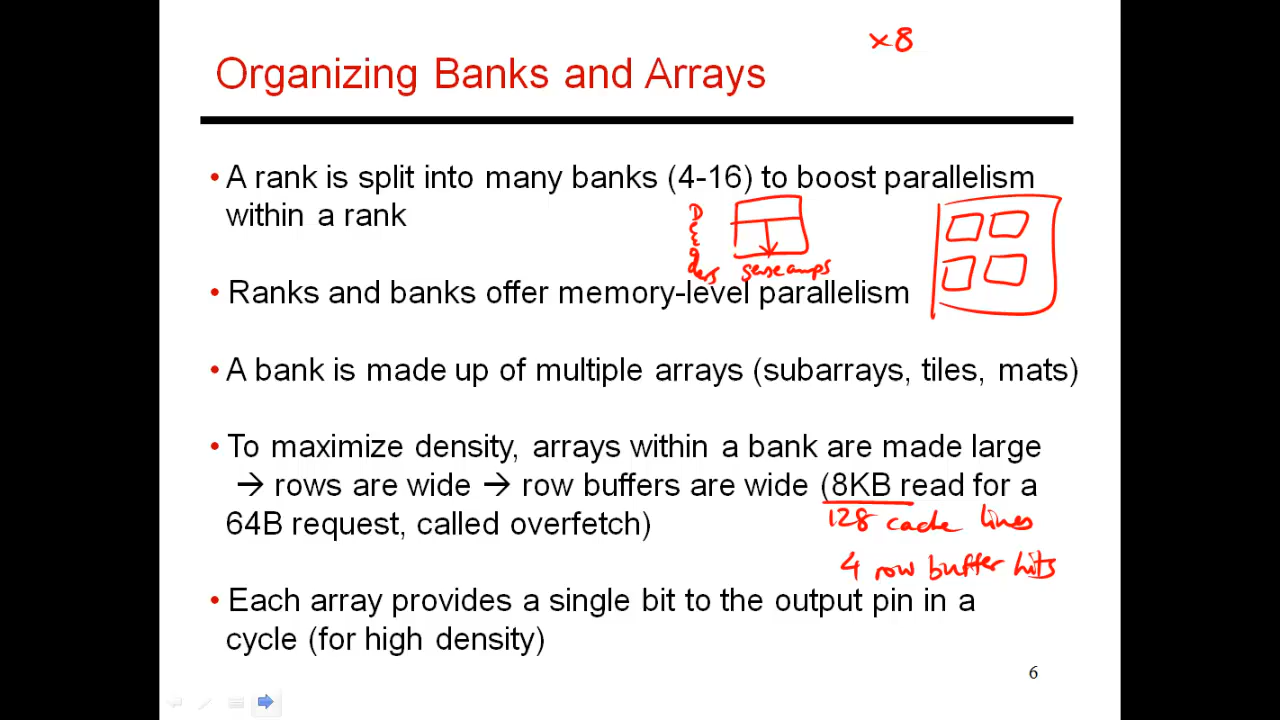 ×8
Organizing Banks and Arrays
• A rank is split into many banks (4-16) to boost parallelism
within a rank
Decoders
sense amps
• Ranks and banks offer memory-level parallelism
• A bank is made up of multiple arrays (subarrays, tiles, mats)
• To maximize density, arrays within a bank are made large
→ rows are wide → row buffers are wide (8KB read for a
64B request, called overfetch)
128 cache lines
4 row buffer hits
• Each array provides a single bit to the output pin in a
cycle (for high density)
6